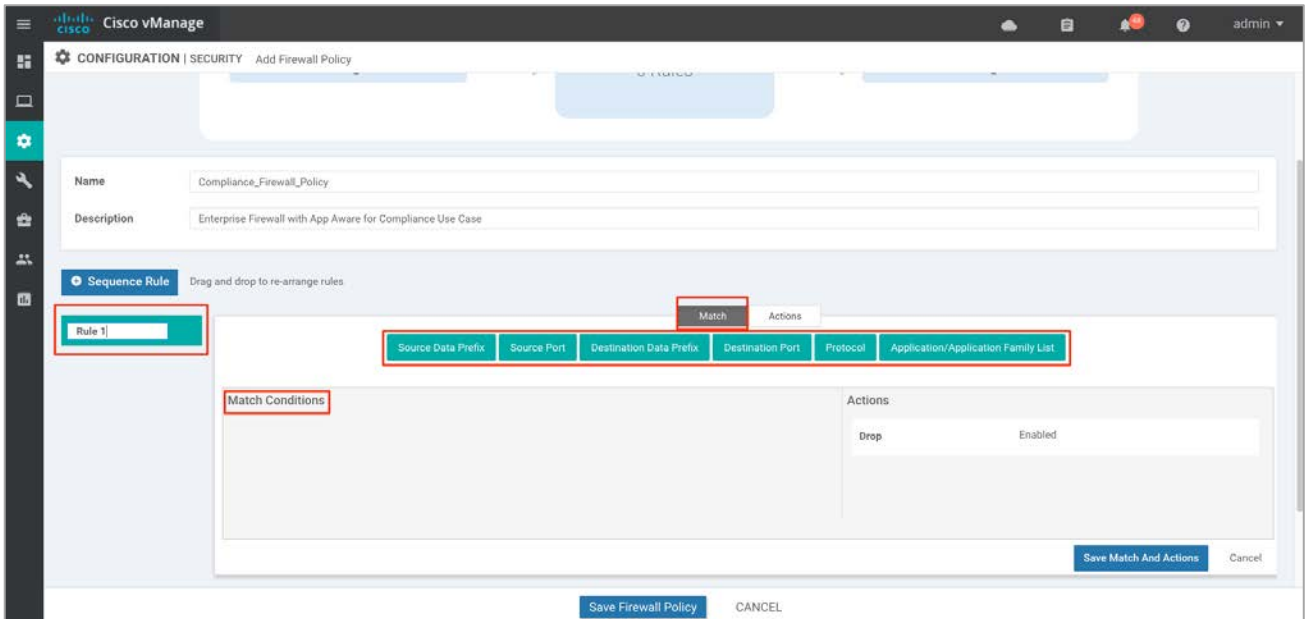 cisco Cisco vManage admin
CONFIGURATION | SECURITY Add Firewall Policy
Name Compliance_Firewall_Policy
Description Enterprise Firewall with App Aware for Compliance Use Case
Sequence Rule Drag and drop to re-arrange rules
Rule 1
Match Actions
Source Data Prefix Source Port Destination Data Prefix Destination Port Protocol Application/Application Family List
Match Conditions Actions
Drop Enabled
Save Match And Actions Cancel
Save Firewall Policy CANCEL